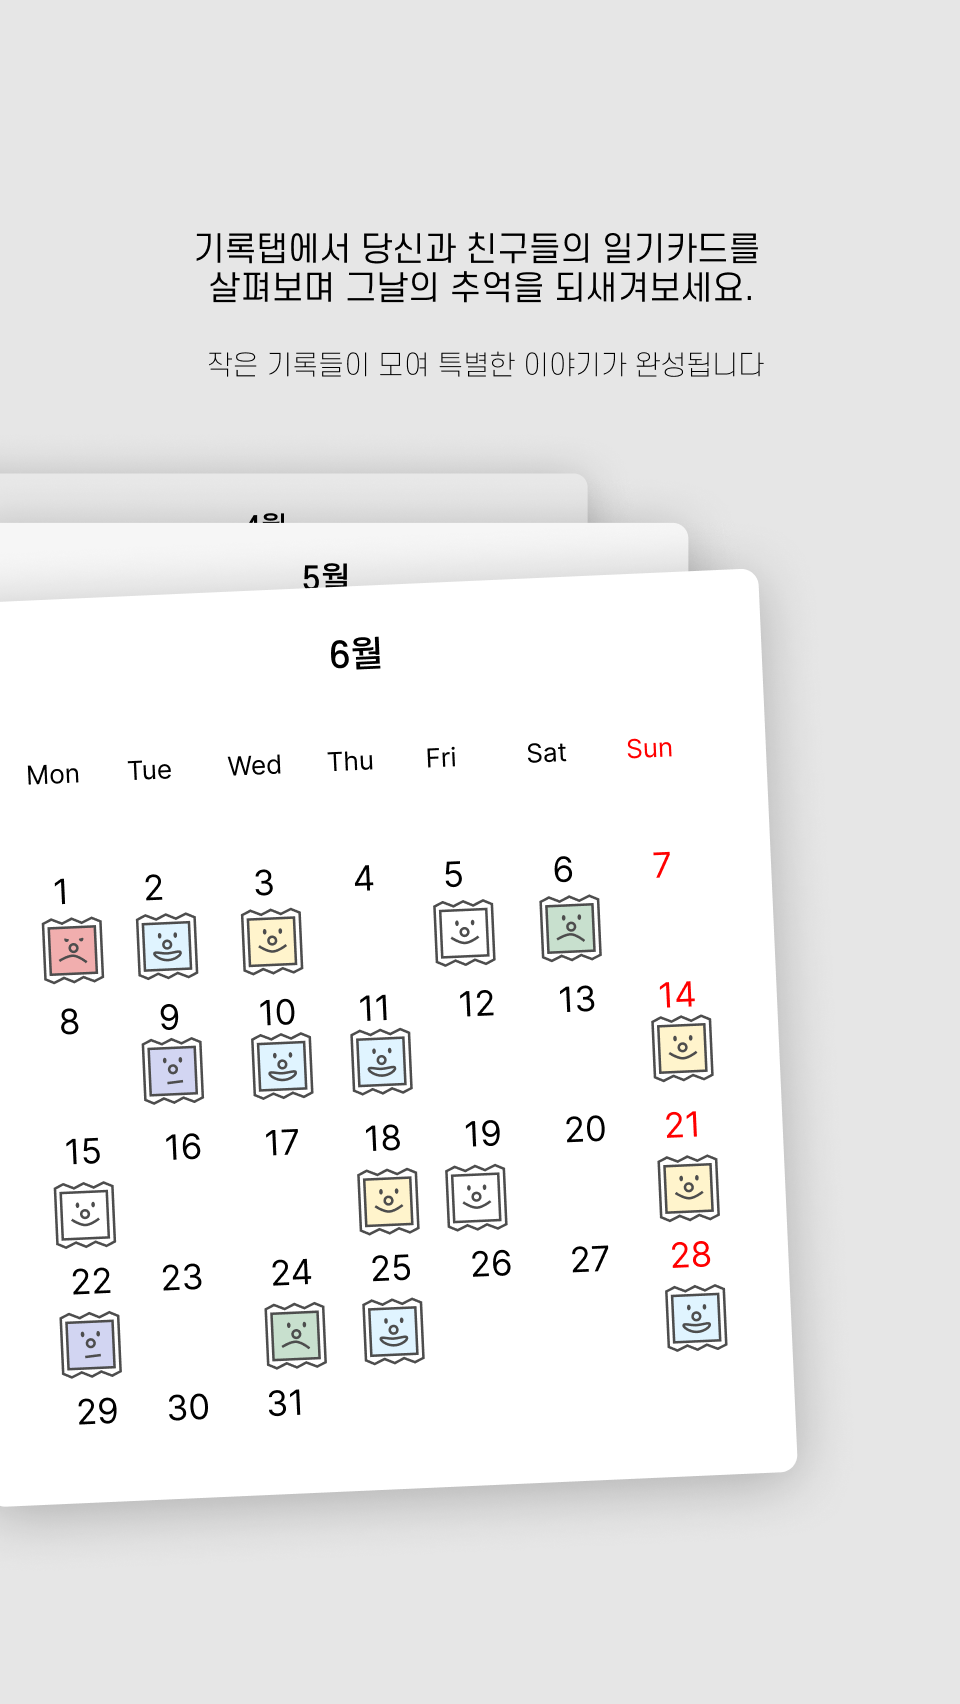 기록탭에서 당신과 친구들의 일기카드를
살펴보며 그날의 추억을 되새겨보세요.
작은 기록들이 모여 특별한 이야기가 완성됩니다
4월
5월
6월
Mon Tue Wed Thu Fri Sat Sun
1 2 3 4 5 6 7
8 9 10 11 12 13 14
15 16 17 18 19 20 21
22 23 24 25 26 27 28
29 30 31